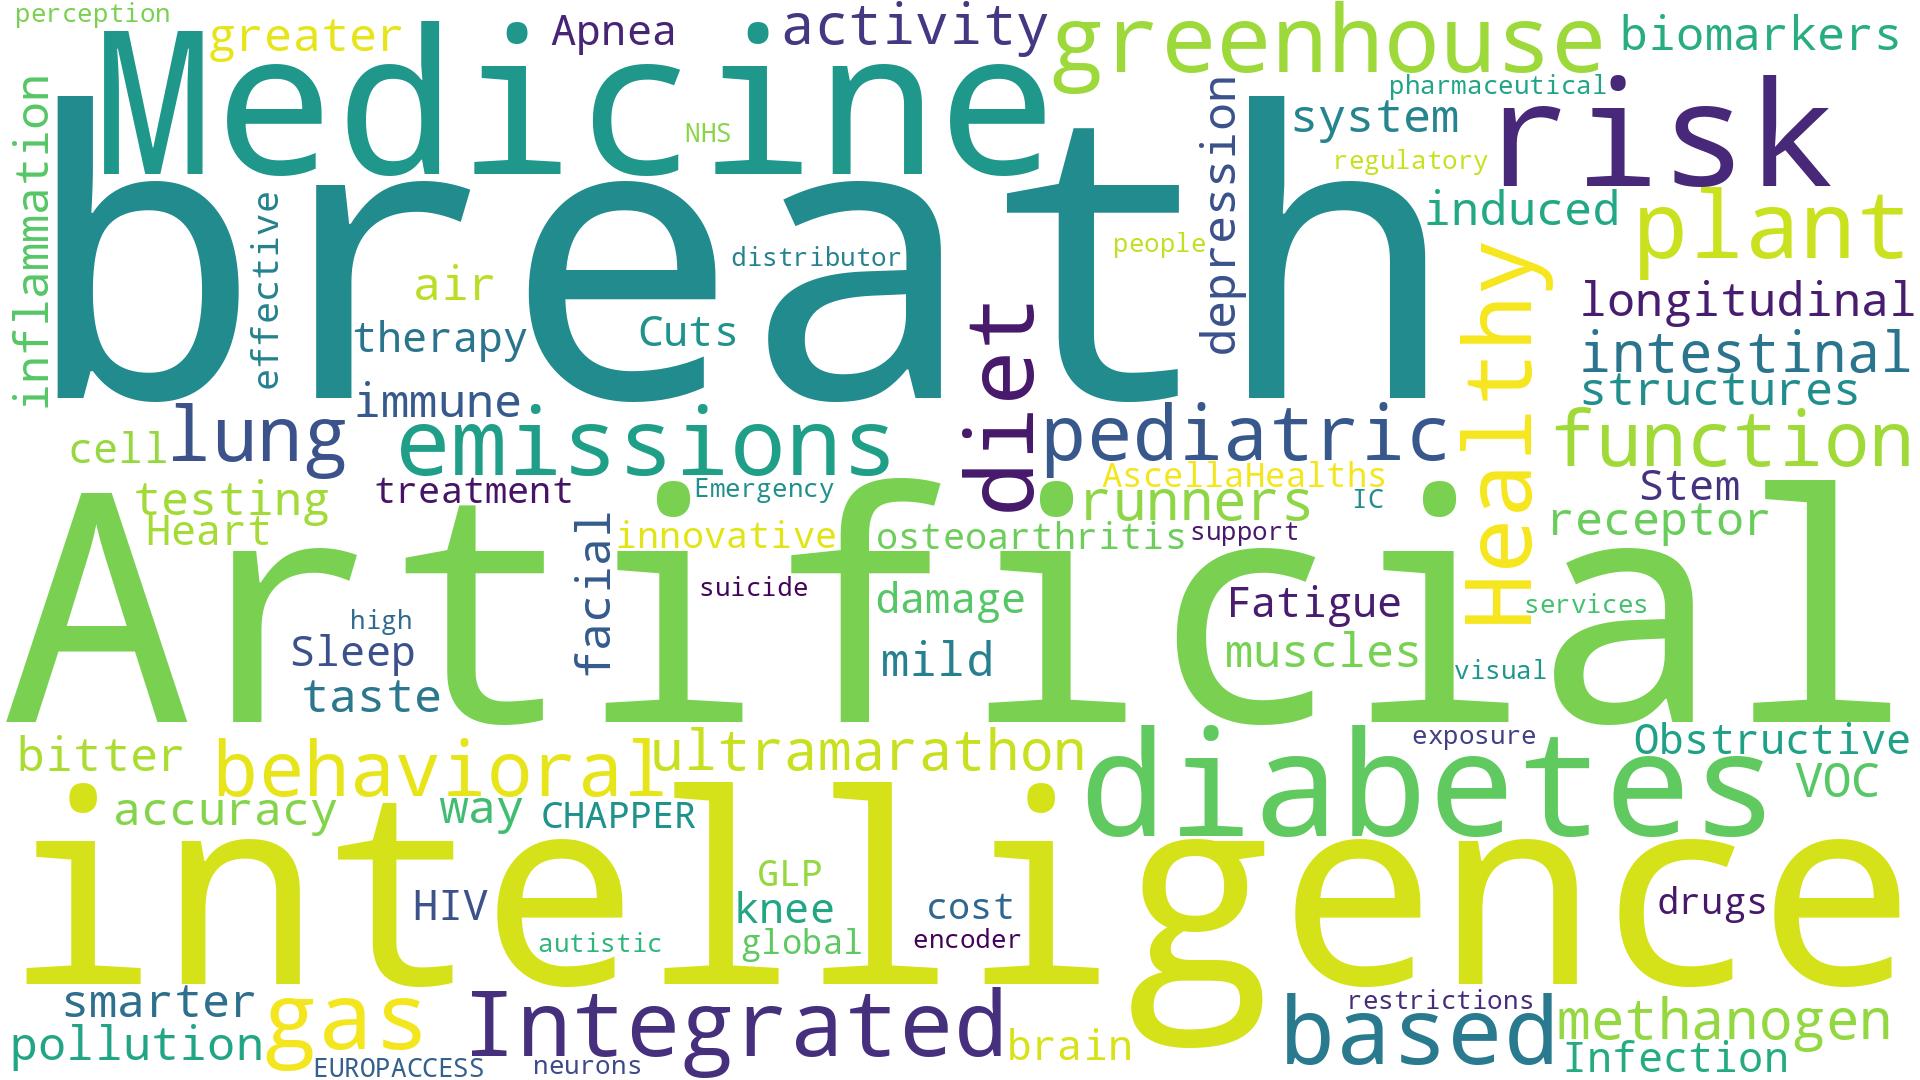 perception
greater
Apnea
activity
greenhouse
biomarkers
Medicine
NHS
pharmaceutical
system
risk
regulatory
inflammation
breath
effective
air
distributor
people
depression
induced
plant
therapy
Cuts
diet
Healthy
longitudinal
intestinal
structures
immune
lung
cell
emissions
pediatric
function
AscellaHealths
testing
treatment
Emergency
runners
IC
Stem
Heart
innovative
osteoarthritis
support
receptor
Artificial
facial
suicide
damage
Fatigue
services
high
Sleep
mild
muscles
visual
taste
bitter
behavioral
ultramarathon
diabetes
exposure
Obstructive
VOC
accuracy
way
CHAPPER
intelligence
GLP
HIV
knee
cost
drugs
autistic
global
encoder
smarter
gas
Integrated
based
restrictions
methanogen
pollution
brain
Infection
EUROPACCESS
neurons